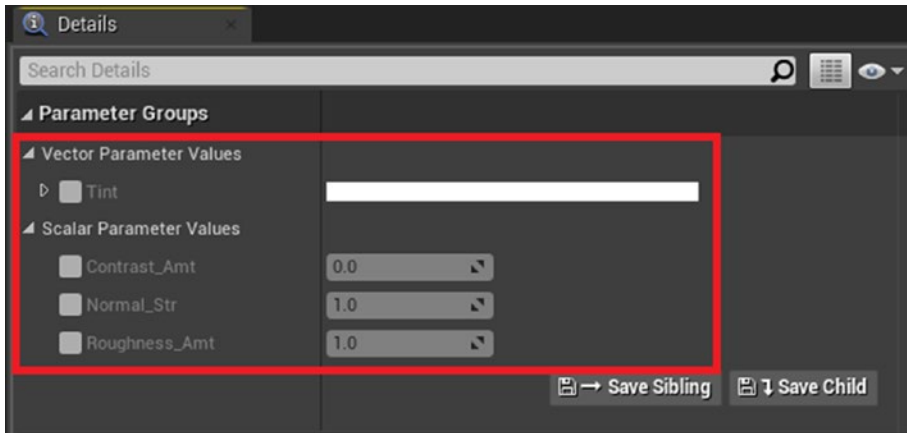 Details
Search Details
Parameter Groups
Vector Parameter Values
Tint
Scalar Parameter Values
Contrast_Amt 0.0
Normal_Str 1.0
Roughness_Amt 1.0
Save Sibling Save Child